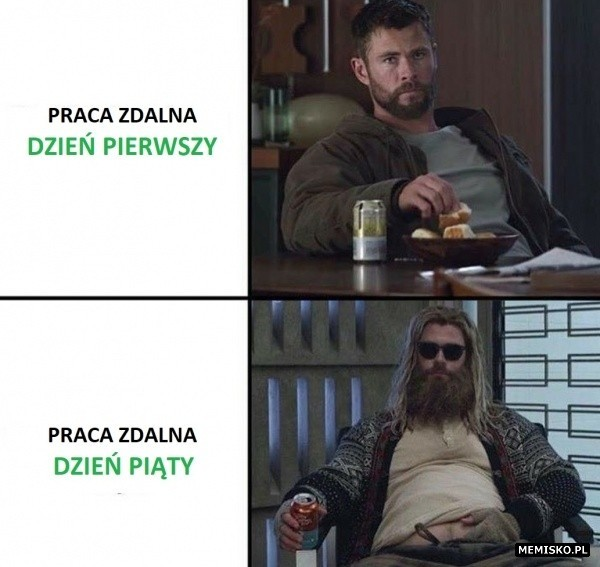 PRACA ZDALNA
DZIEŃ PIERWSZY
PRACA ZDALNA
DZIEŃ PIĄTY
MEMISKO.PL